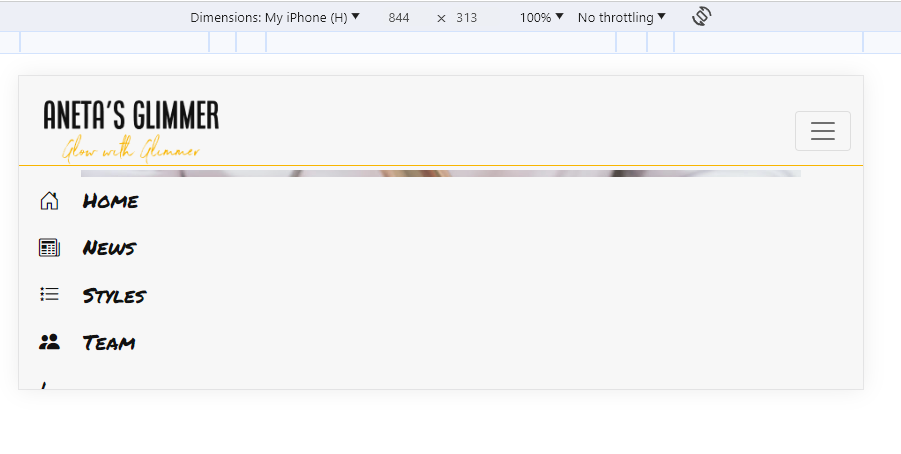 Dimensions: My iPhone (H) ▼ 844 × 313 100% ▼ No throttling ▼
ANETA'S GLIMMER
Glow with Glimmer
Home
News
Styles
Team